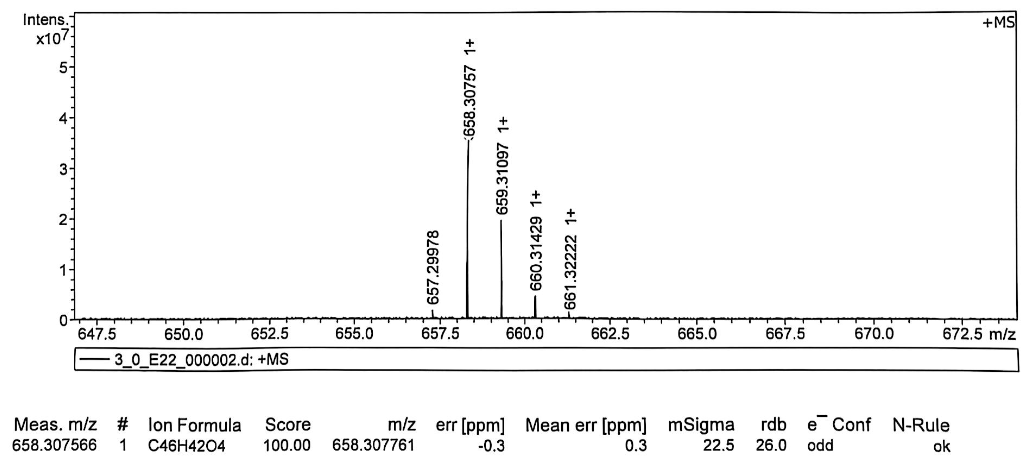 Intens.
x10⁷
+MS
5
4
3
2
1
0
657.29978
658.30757 1+
659.31097 1+
660.31429 1+
661.32222 1+
647.5 650.0 652.5 655.0 657.5 660.0 662.5 665.0 667.5 670.0 672.5 m/z
3_0_E22_000002.d: +MS
Meas. m/z # Ion Formula Score m/z err [ppm] Mean err [ppm] mSigma rdb e¯ Conf N-Rule
658.307566 1 C46H42O4 100.00 658.307761 -0.3 0.3 22.5 26.0 odd ok